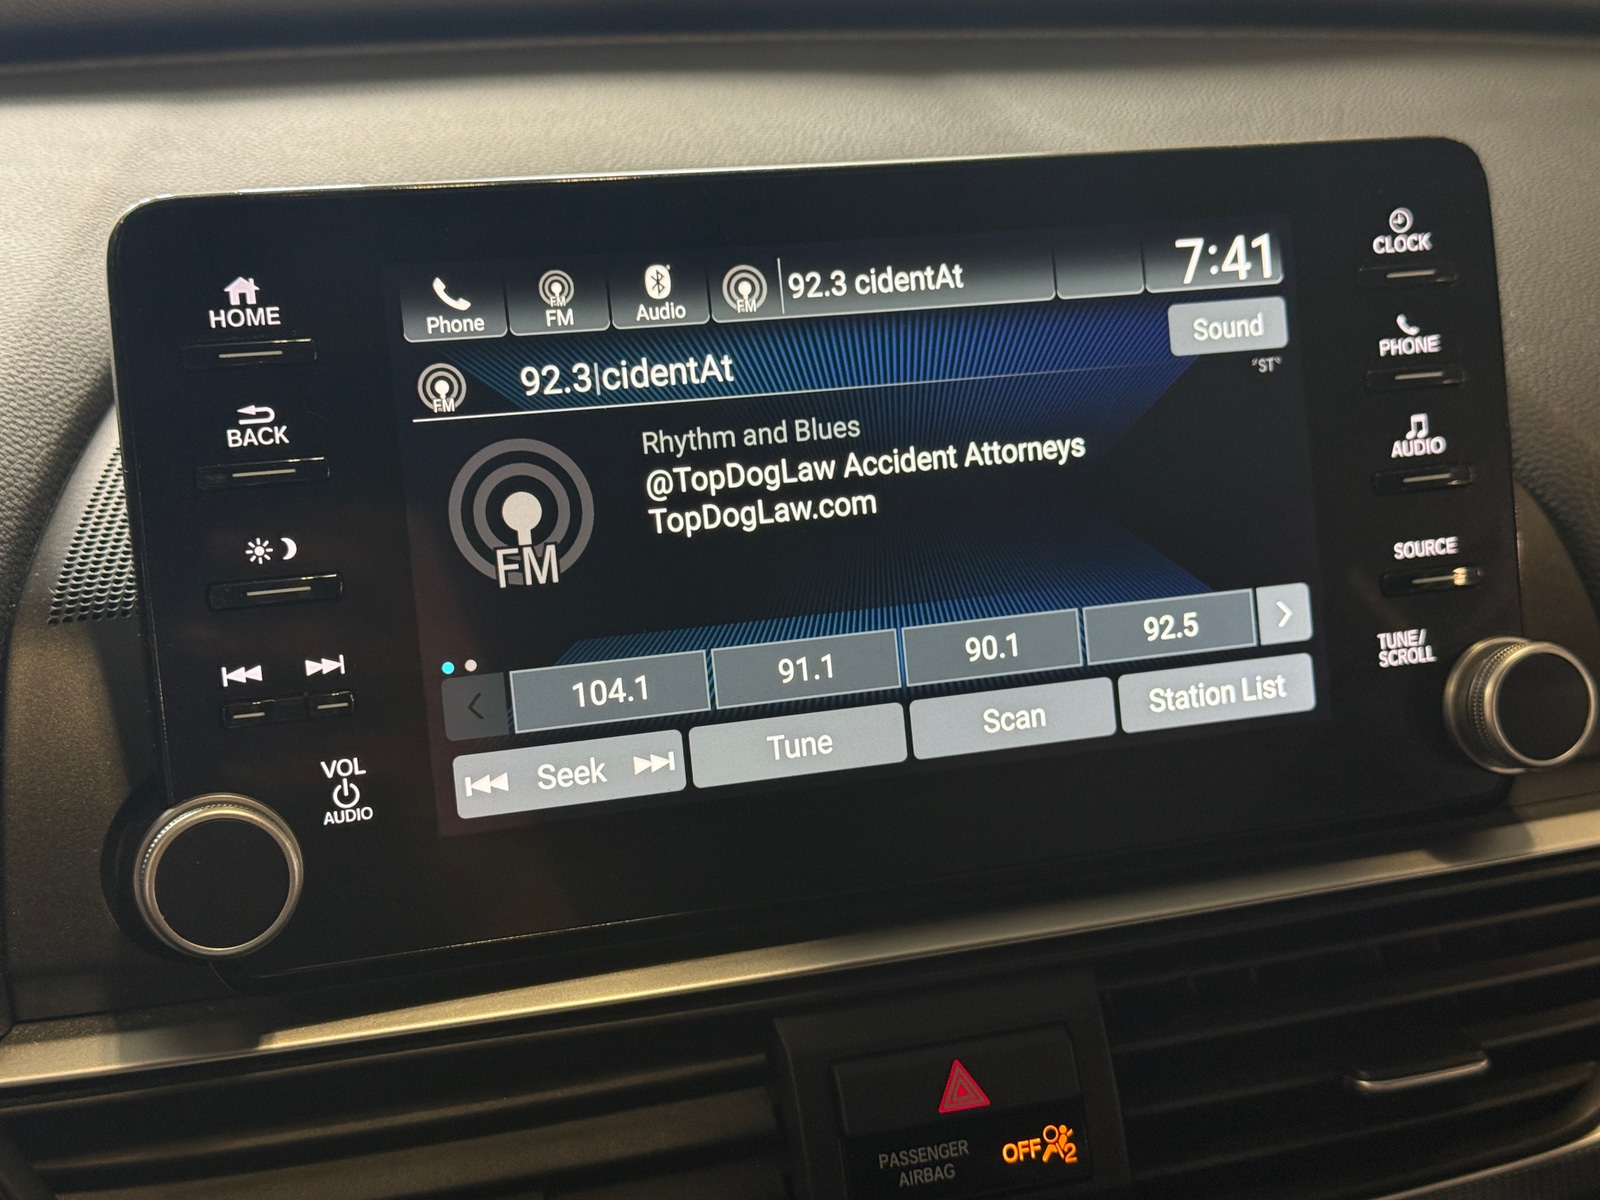 HOME
BACK
VOL
AUDIO
Phone
FM
FM
Audio
FM
92.3 cidentAt
7:41
Sound
FM
92.3|cidentAt
"ST"
Rhythm and Blues
@TopDogLaw Accident Attorneys
TopDogLaw.com
FM
104.1
91.1
90.1
92.5
Seek
Tune
Scan
Station List
CLOCK
PHONE
AUDIO
SOURCE
TUNE/
SCROLL
PASSENGER
AIRBAG
OFF
2